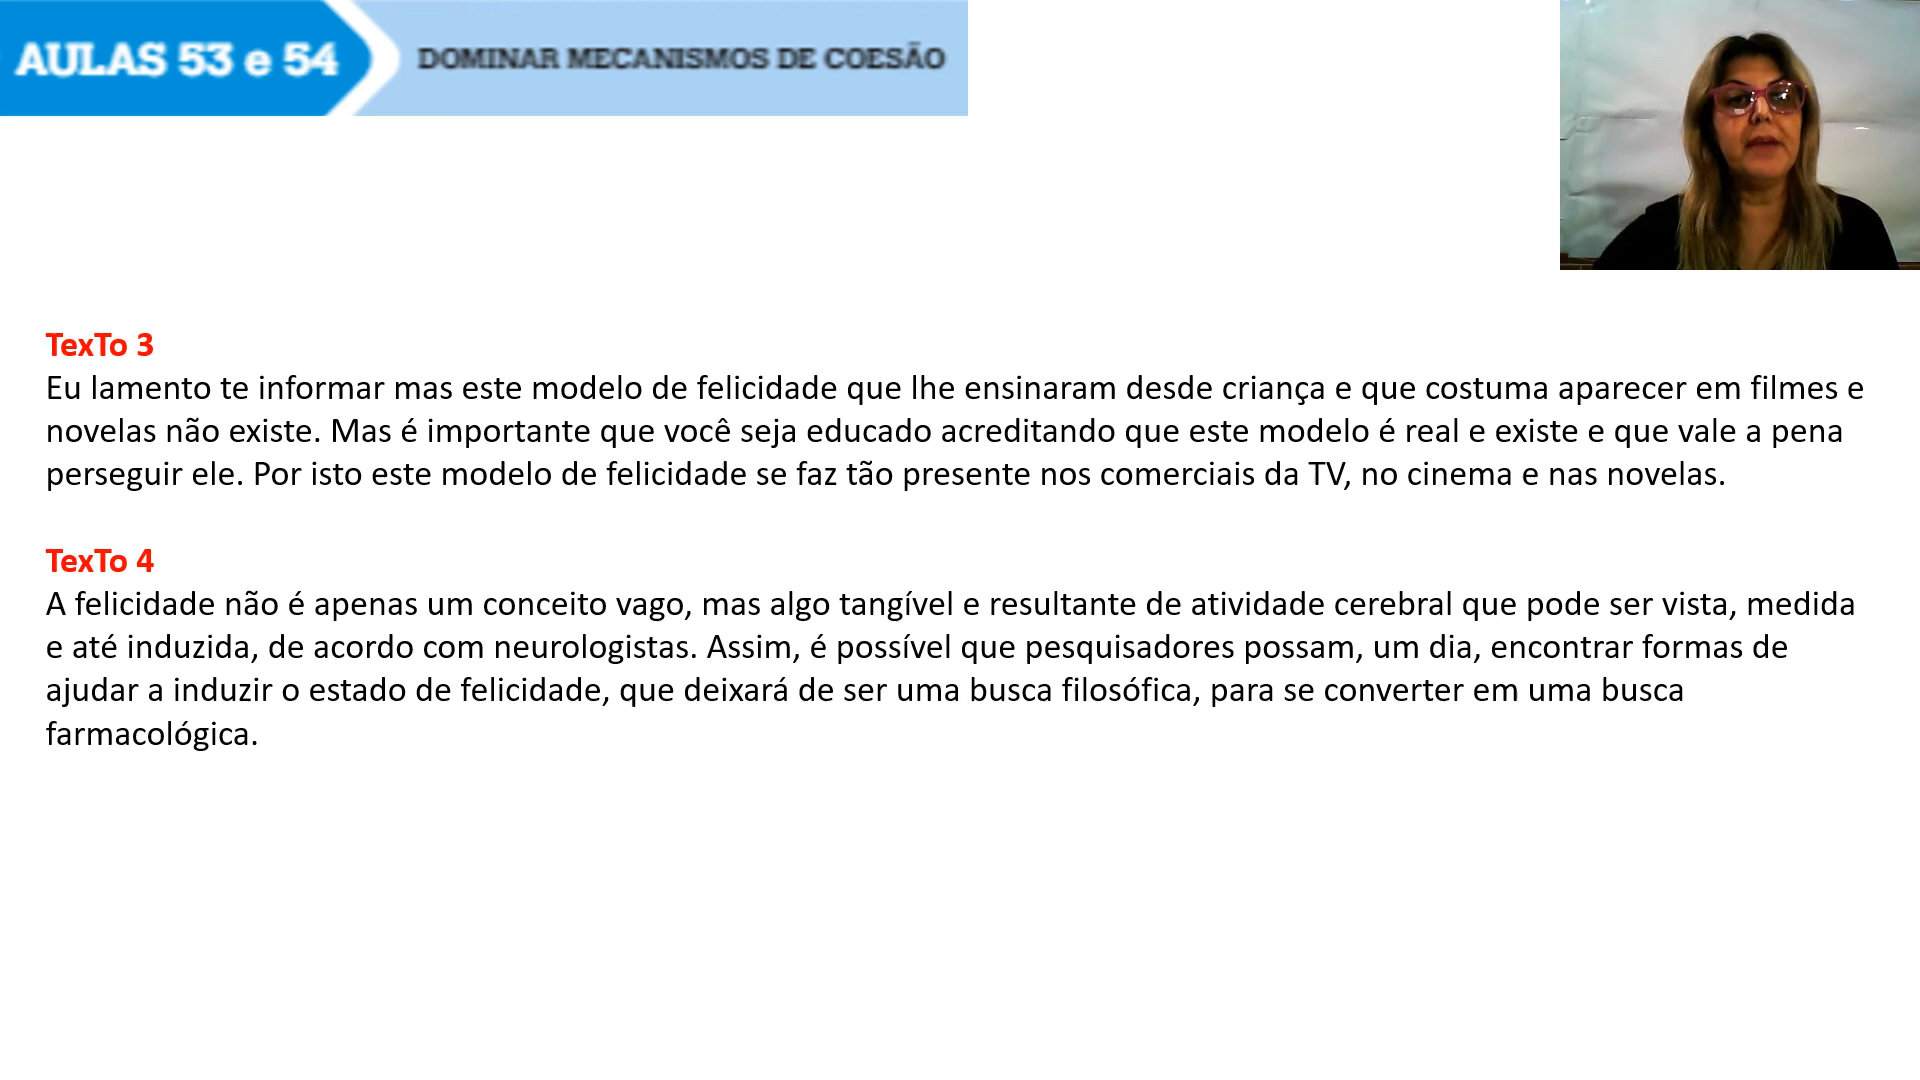 AULAS 53 e 54
DOMINAR MECANISMOS DE COESÃO
TexTo 3
Eu lamento te informar mas este modelo de felicidade que lhe ensinaram desde criança e que costuma aparecer em filmes e
novelas não existe. Mas é importante que você seja educado acreditando que este modelo é real e existe e que vale a pena
perseguir ele. Por isto este modelo de felicidade se faz tão presente nos comerciais da TV, no cinema e nas novelas.
TexTo 4
A felicidade não é apenas um conceito vago, mas algo tangível e resultante de atividade cerebral que pode ser vista, medida
e até induzida, de acordo com neurologistas. Assim, é possível que pesquisadores possam, um dia, encontrar formas de
ajudar a induzir o estado de felicidade, que deixará de ser uma busca filosófica, para se converter em uma busca
farmacológica.